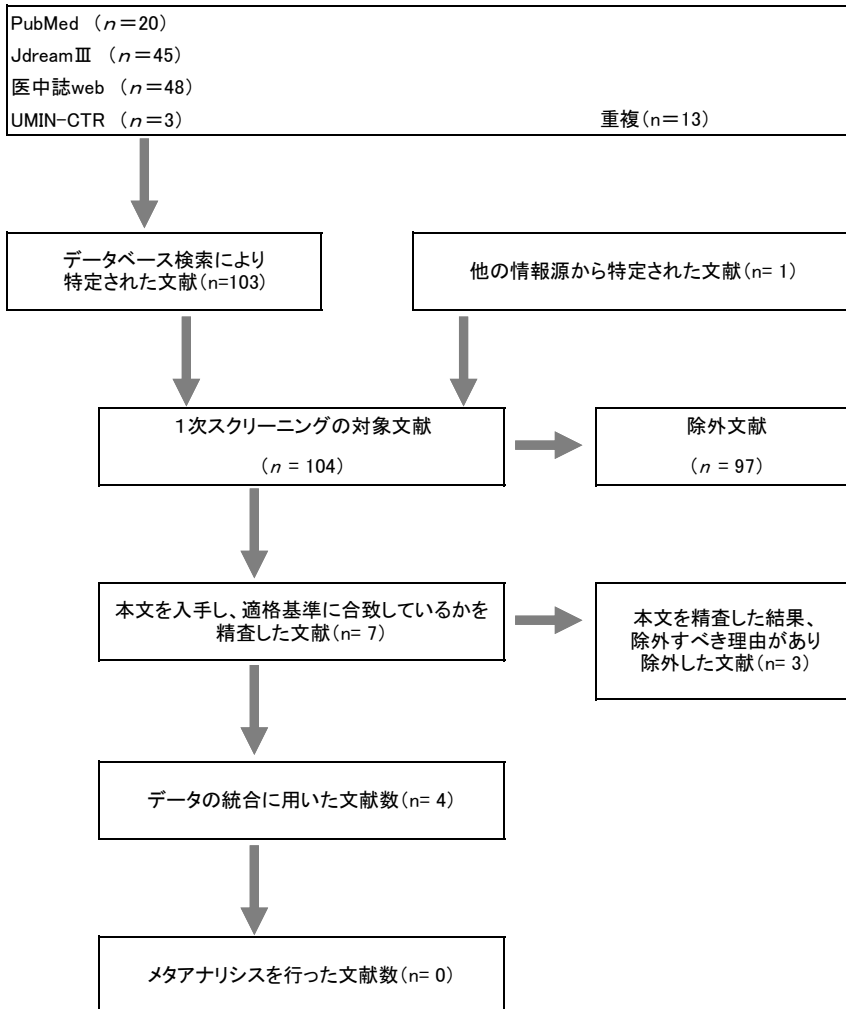 PubMed (n=20)
JdreamⅢ (n=45)
医中誌web (n=48)
UMIN-CTR (n=3) 重複(n=13)
データベース検索により
特定された文献(n=103)
他の情報源から特定された文献(n= 1)
1次スクリーニングの対象文献
(n = 104)
除外文献
(n = 97)
本文を入手し、適格基準に合致しているかを
精査した文献(n= 7)
本文を精査した結果、
除外すべき理由があり
除外した文献(n= 3)
データの統合に用いた文献数(n= 4)
メタアナリシスを行った文献数(n= 0)